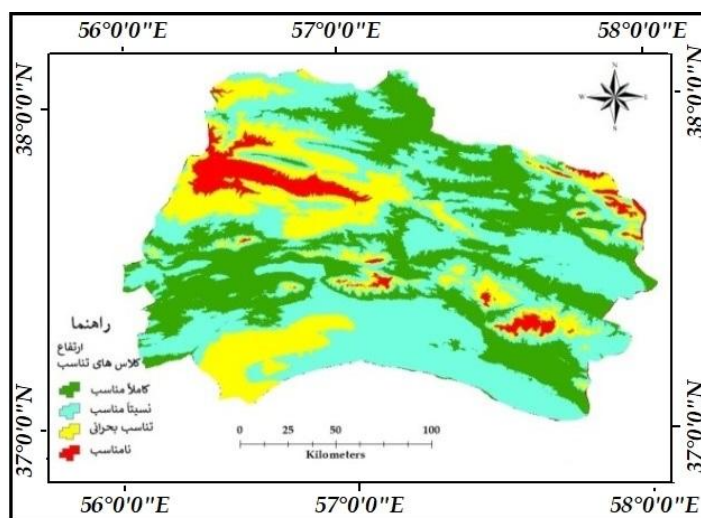 56°0'0"E 57°0'0"E 58°0'0"E
38°0'0"N 38°0'0"N
N
W E
S
راهنما
ارتفاع
کلاس های تناسب
کاملاً مناسب
نسبتاً مناسب
تناسب بحرانی
نامناسب
0 25 50 100
Kilometers
37°0'0"N 37°0'0"N
56°0'0"E 57°0'0"E 58°0'0"E